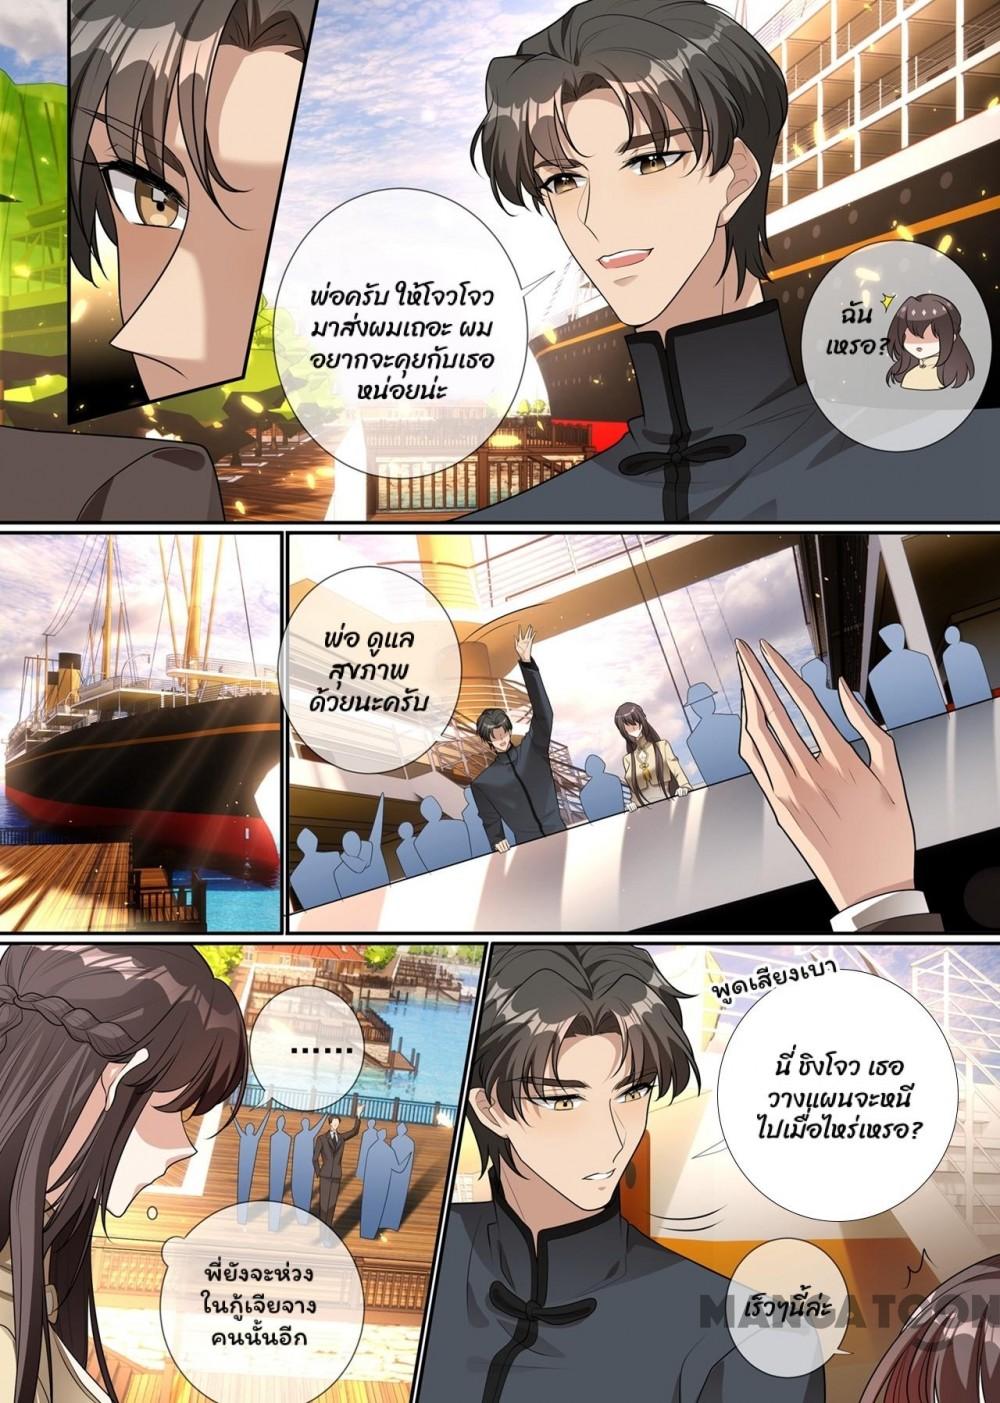 พ่อครับ ให้โจวโจว
มาส่งผมเถอะ ผม
อยากจะคุยกับเธอ
หน่อยน่ะ
ฉัน
เหรอ?
พ่อ ดูแล
สุขภาพ
ด้วยนะครับ
......
พี่ยังจะห่วง
ในกู้เจียจาง
คนนั้นอีก
พูดเสียงเบา
นี่ ชิงโจว เธอ
วางแผนจะหนี
ไปเมื่อไหร่เหรอ?
เร็วๆนี้ล่ะ
MANGATOON